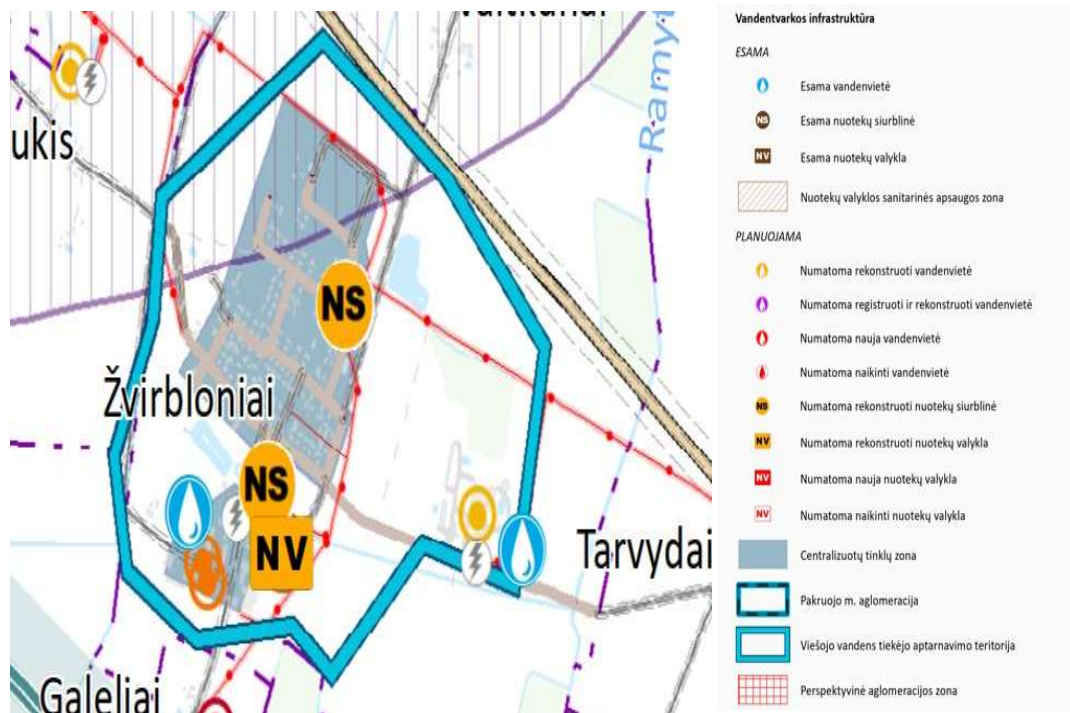 Ramy
ukis
NS
Žvirbloniai
NS
NV
Tarvydai
Galeliai
Vandentvarkos infrastruktūra
ESAMA
Esama vandenvietė
NS Esama nuotekų siurblinė
NV Esama nuotekų valykla
Nuotekų valyklos sanitarinės apsaugos zona
PLANUOJAMA
Numatoma rekonstruoti vandenvietė
Numatoma registruoti ir rekonstruoti vandenvietė
Numatoma nauja vandenvietė
Numatoma naikinti vandenvietė
NS Numatoma rekonstruoti nuotekų siurblinė
NV Numatoma rekonstruoti nuotekų valykla
NV Numatoma nauja nuotekų valykla
NV Numatoma naikinti nuotekų valykla
Centralizuotų tinklų zona
Pakruojo m. aglomeracija
Viešojo vandens tiekėjo aptarnavimo teritorija
Perspektyvinė aglomeracijos zona